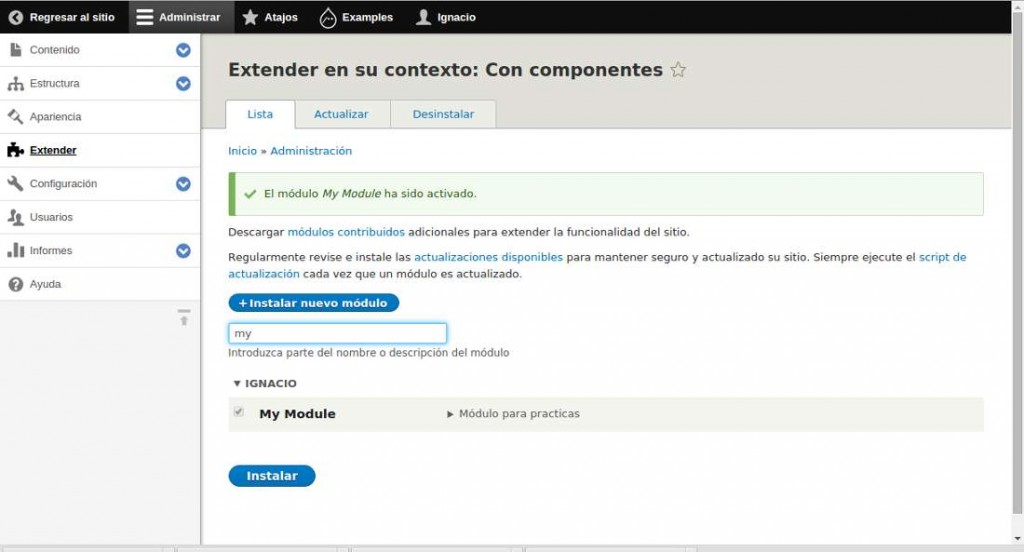 Regresar al sitio Administrar Atajos Examples Ignacio
Contenido
Estructura
Apariencia
Extender
Configuración
Usuarios
Informes
Ayuda
Extender en su contexto: Con componentes
Lista Actualizar Desinstalar
Inicio » Administración
El módulo My Module ha sido activado.
Descargar módulos contribuidos adicionales para extender la funcionalidad del sitio.
Regularmente revise e instale las actualizaciones disponibles para mantener seguro y actualizado su sitio. Siempre ejecute el script de
actualización cada vez que un módulo es actualizado.
+ Instalar nuevo módulo
my
Introduzca parte del nombre o descripción del módulo
▼ IGNACIO
My Module ▶ Módulo para practicas
Instalar